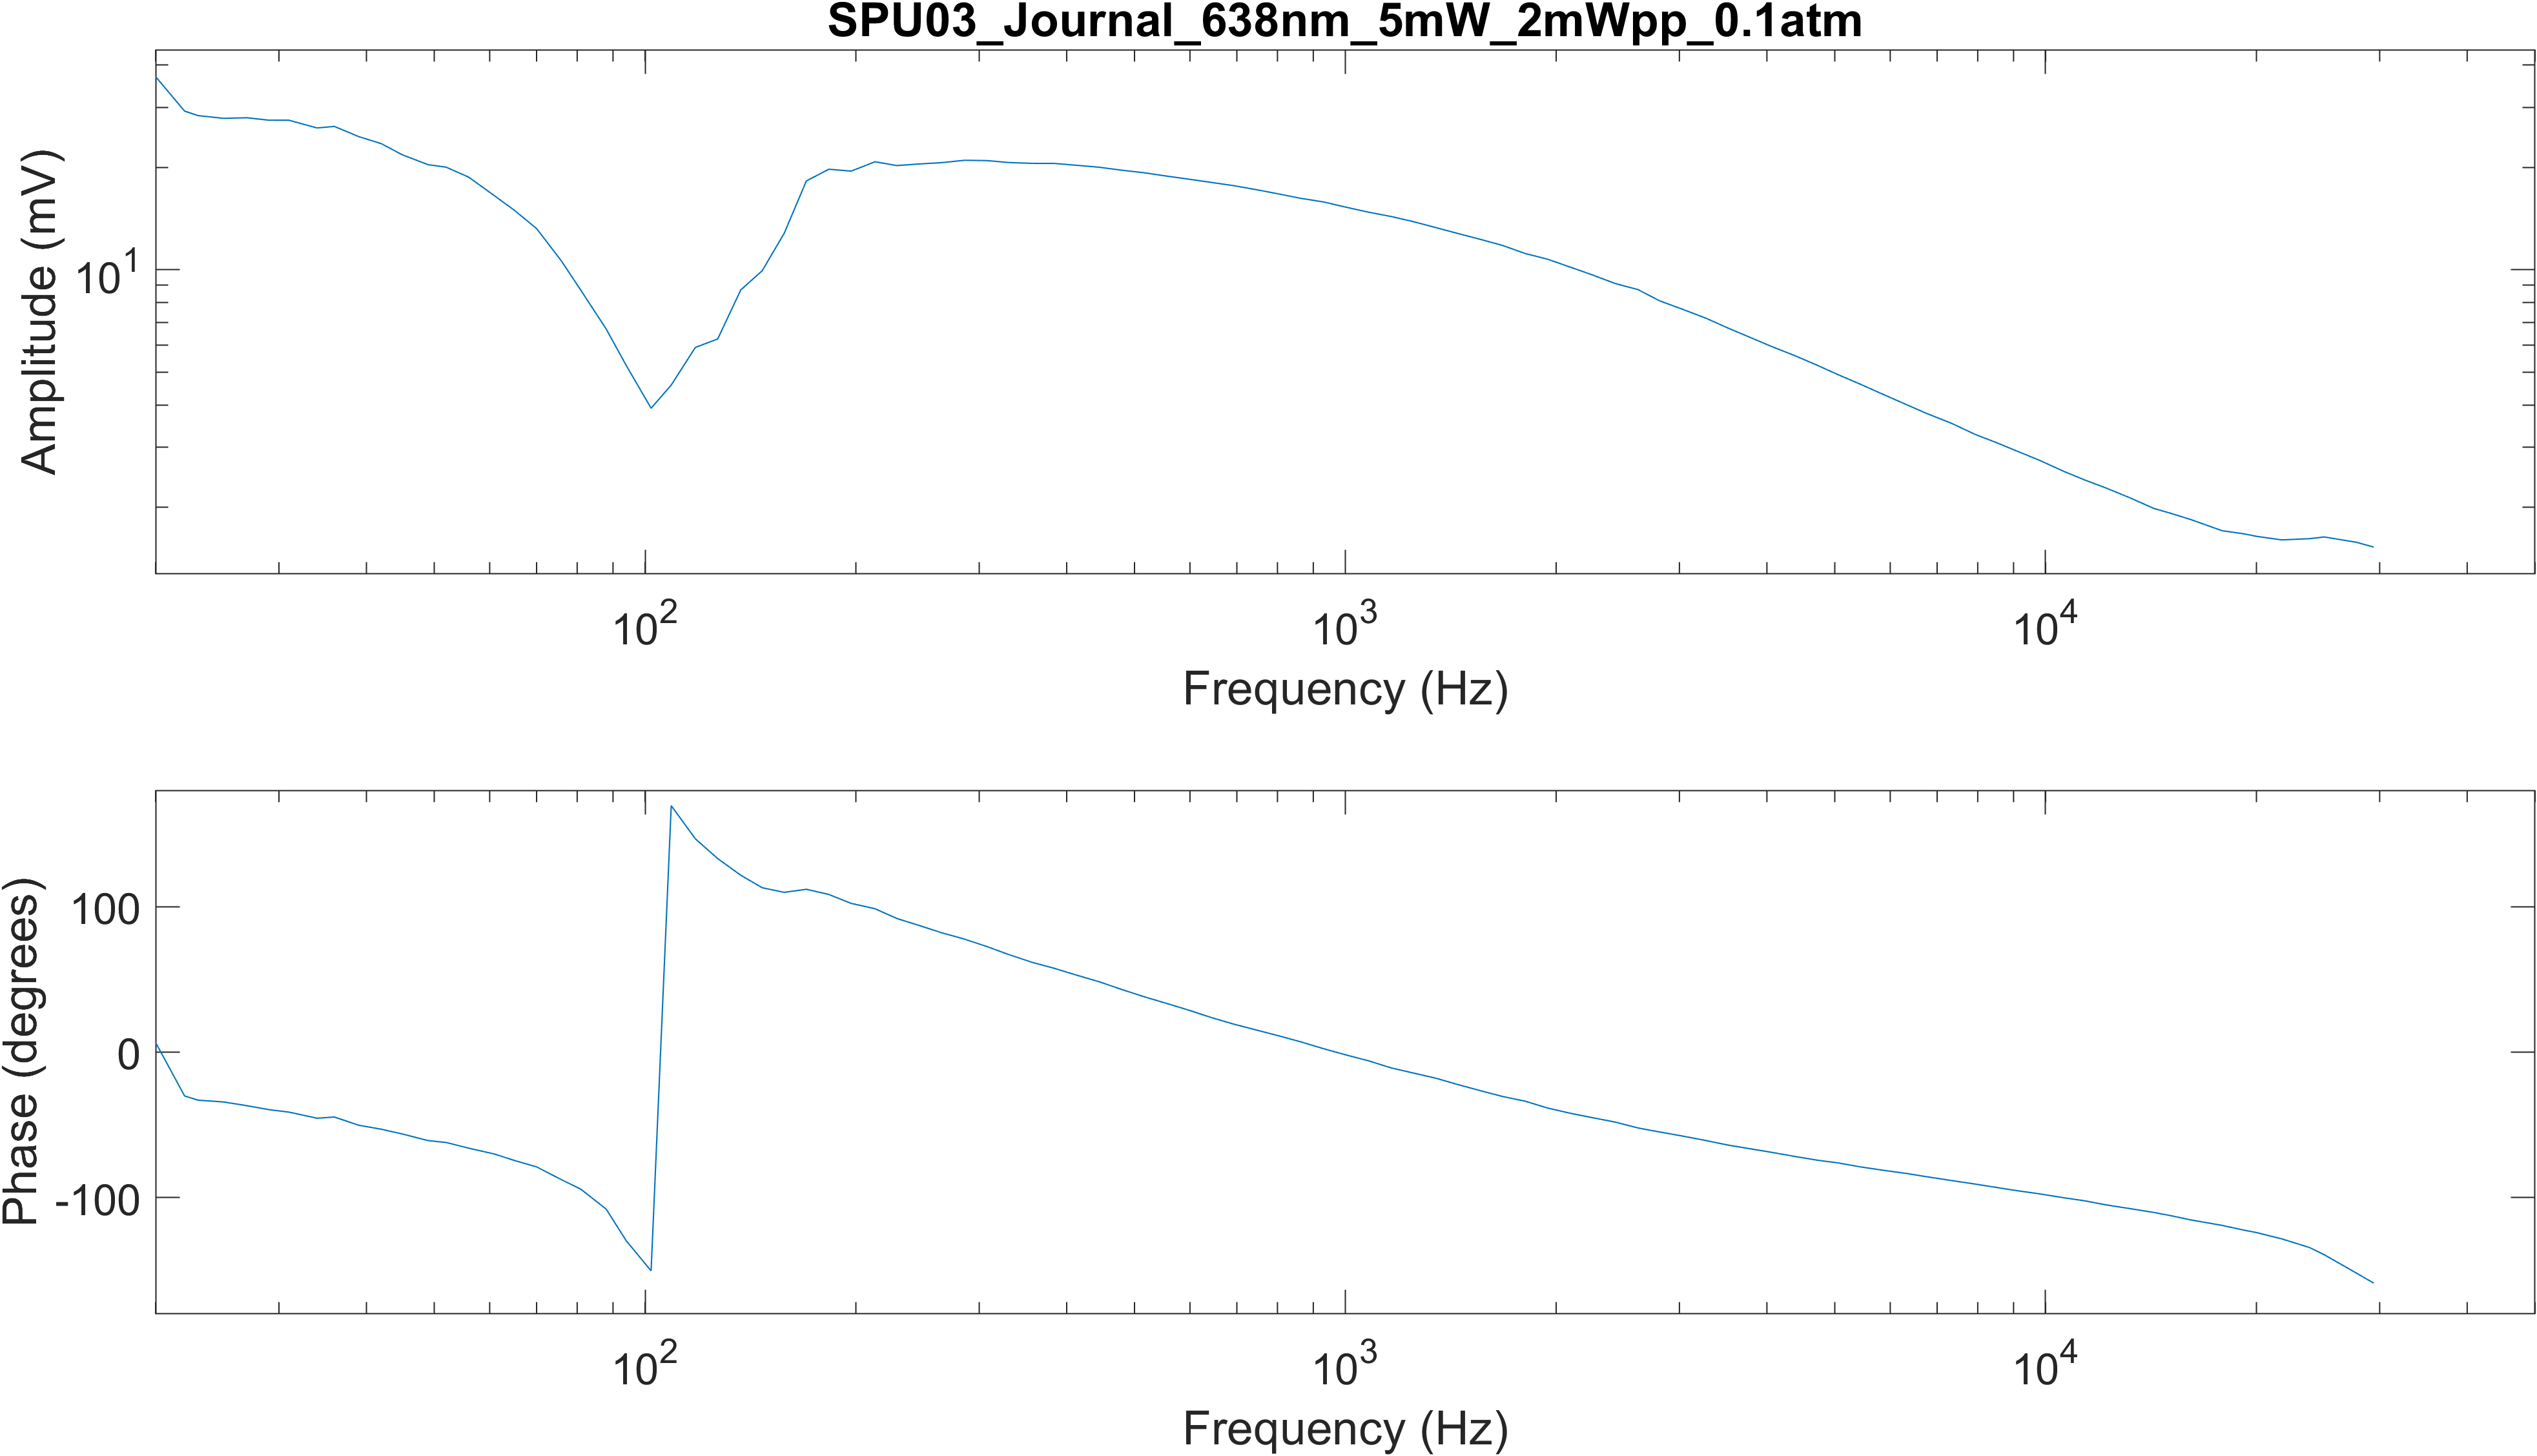 SPU03_Journal_638nm_5mW_2mWpp_0.1atm
Amplitude (mV)
10^1
10^2
10^3
10^4
Frequency (Hz)
Phase (degrees)
100
0
-100
10^2
10^3
10^4
Frequency (Hz)